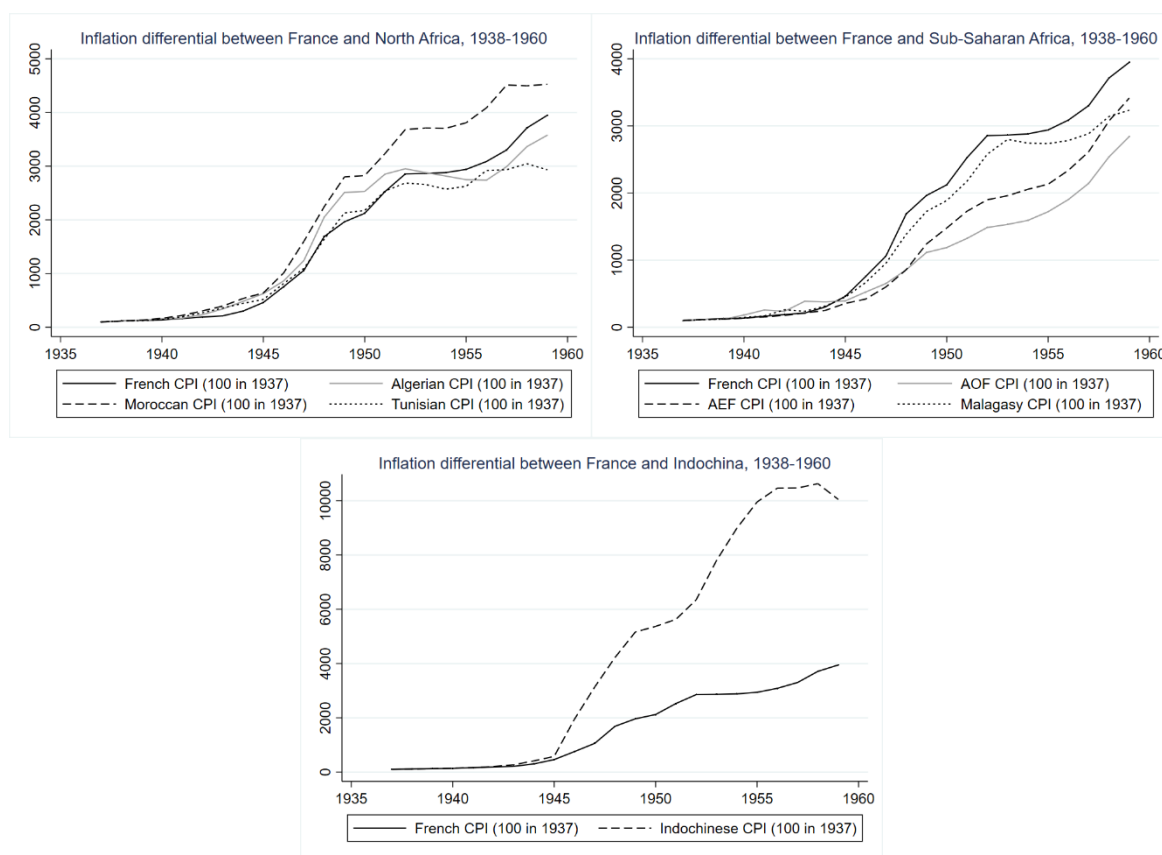 Inflation differential between France and North Africa, 1938-1960
5000
4000
3000
2000
1000
0
1935 1940 1945 1950 1955 1960
French CPI (100 in 1937) Algerian CPI (100 in 1937)
Moroccan CPI (100 in 1937) Tunisian CPI (100 in 1937)
Inflation differential between France and Sub-Saharan Africa, 1938-1960
4000
3000
2000
1000
0
1935 1940 1945 1950 1955 1960
French CPI (100 in 1937) AOF CPI (100 in 1937)
AEF CPI (100 in 1937) Malagasy CPI (100 in 1937)
Inflation differential between France and Indochina, 1938-1960
10000
8000
6000
4000
2000
0
1935 1940 1945 1950 1955 1960
French CPI (100 in 1937) Indochinese CPI (100 in 1937)